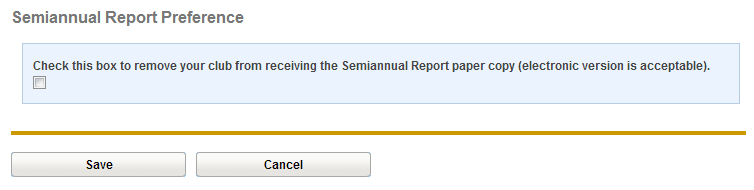 Semiannual Report Preference
Check this box to remove your club from receiving the Semiannual Report paper copy (electronic version is acceptable).
Save
Cancel